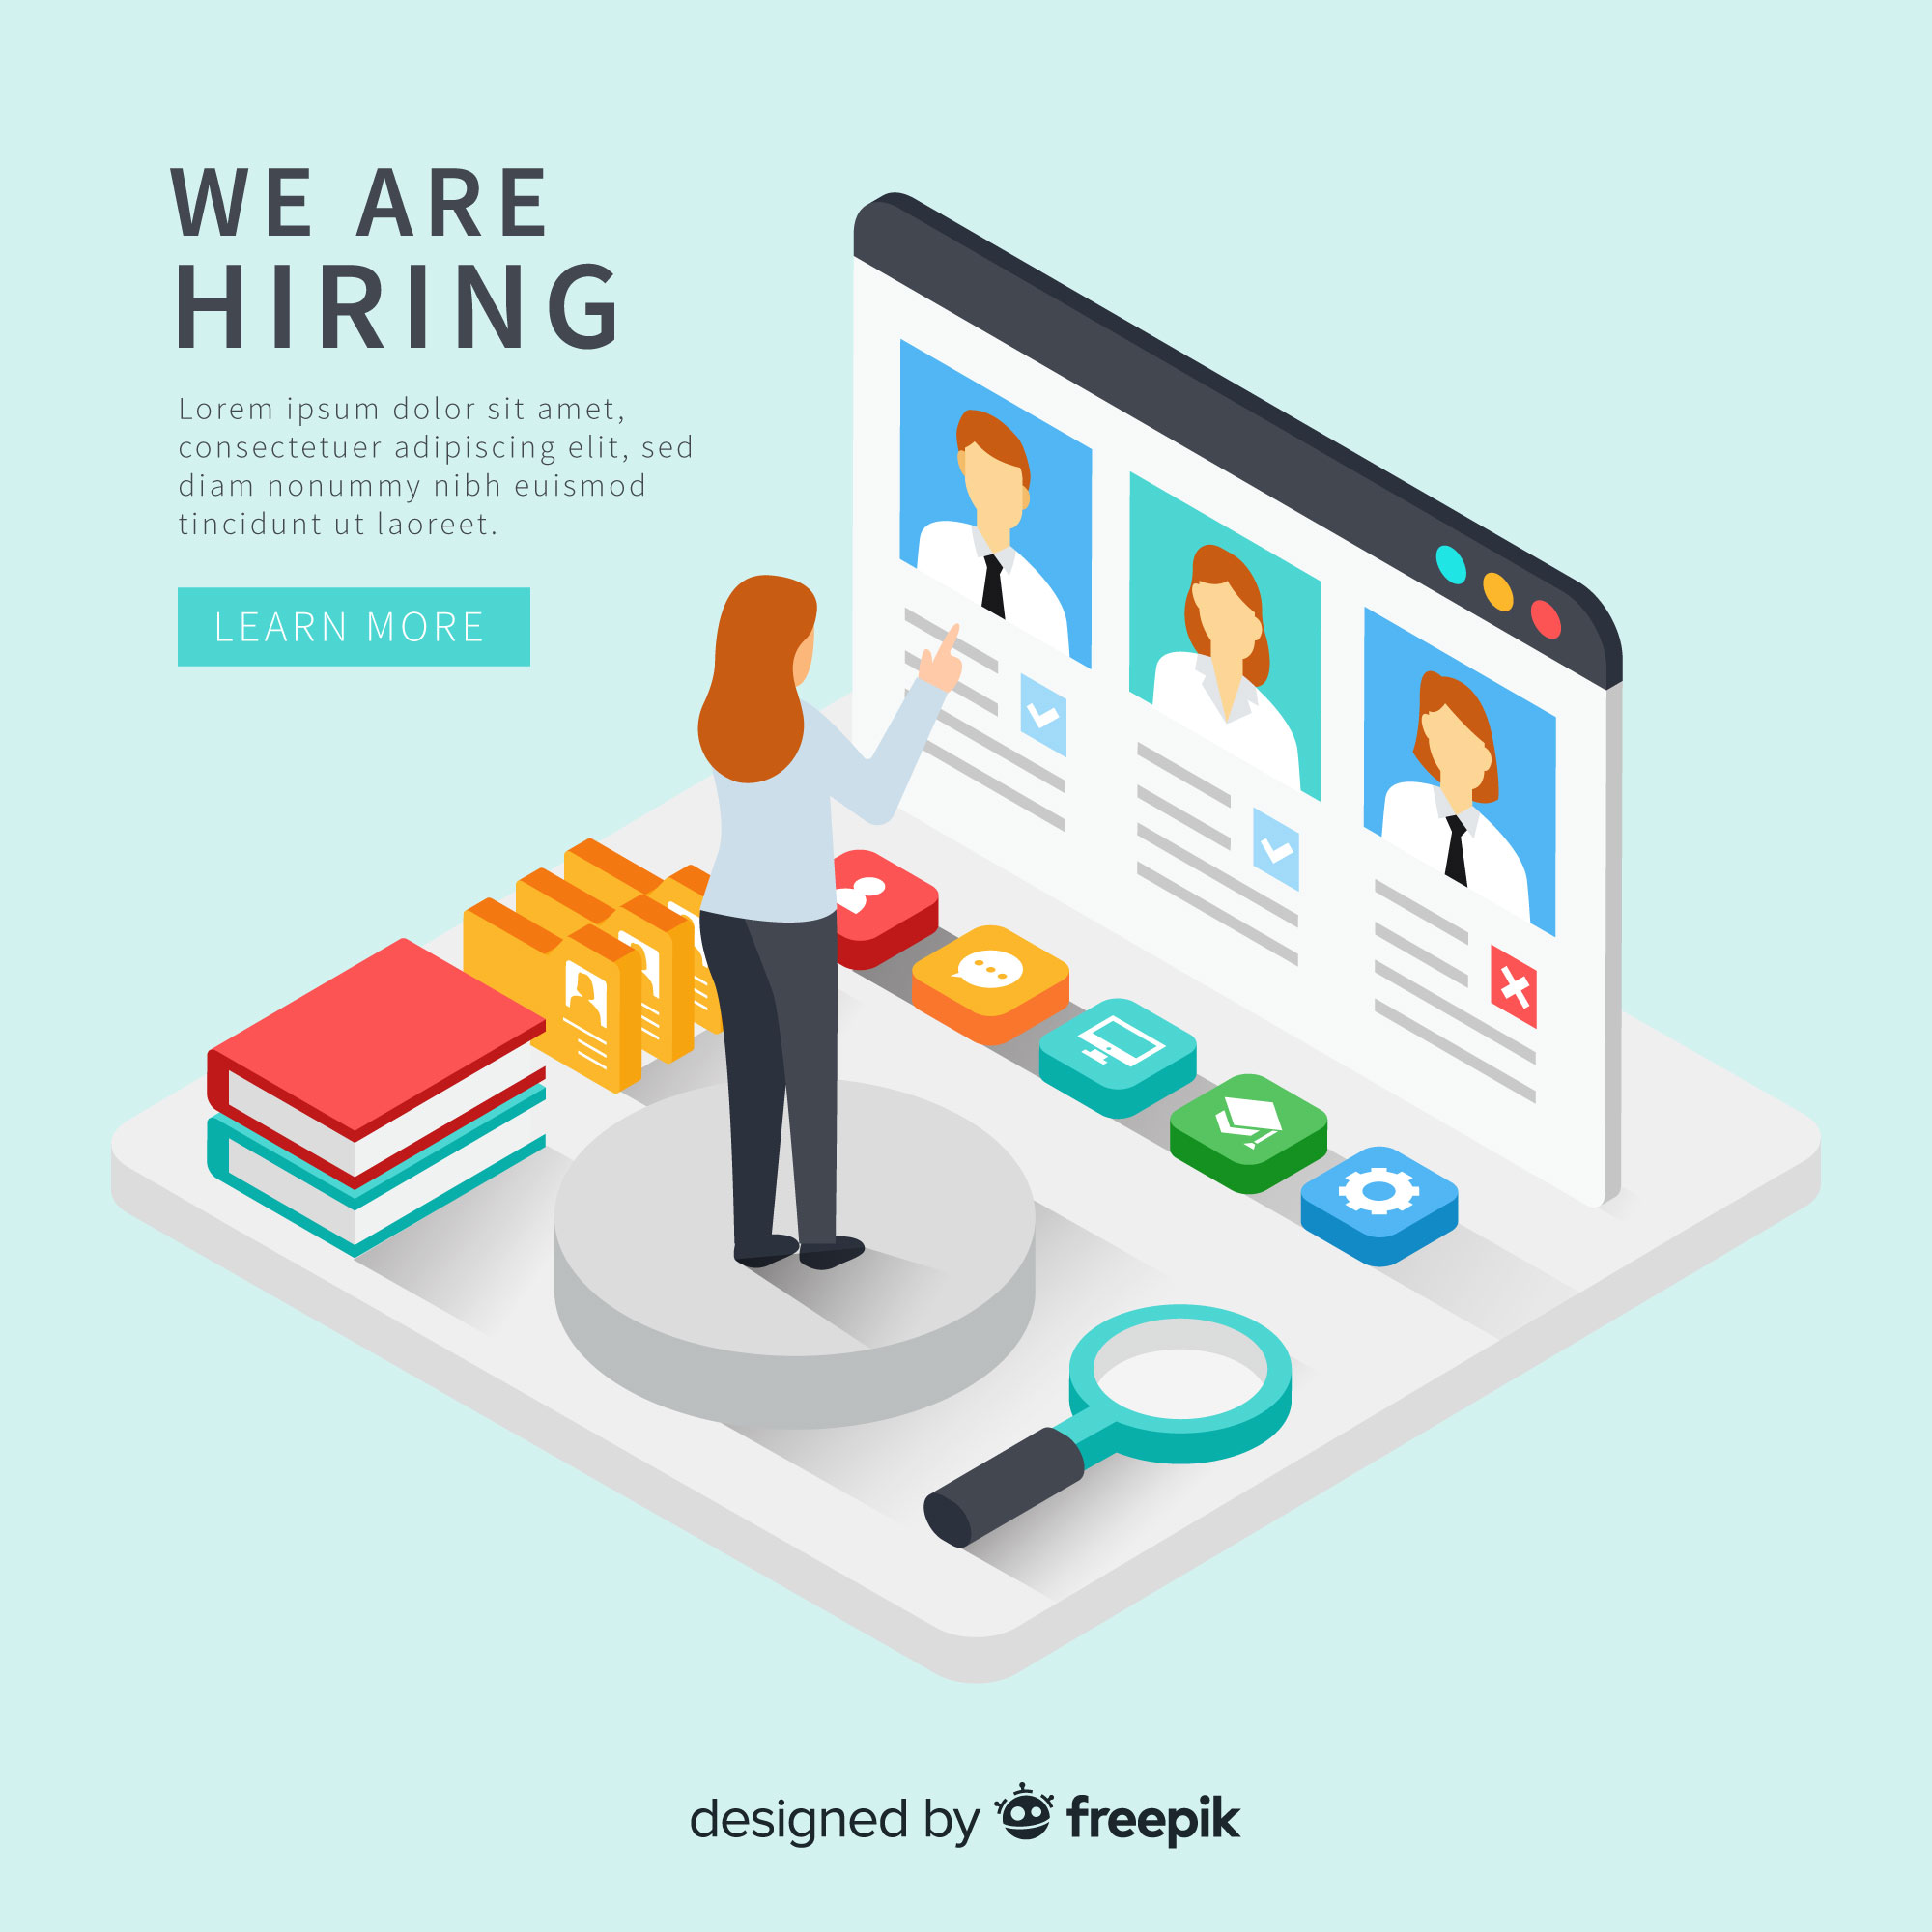 WE ARE
HIRING
Lorem ipsum dolor sit amet,
consectetuer adipiscing elit, sed
diam nonummy nibh euismod
tincidunt ut laoreet.
LEARN MORE
designed by freepik